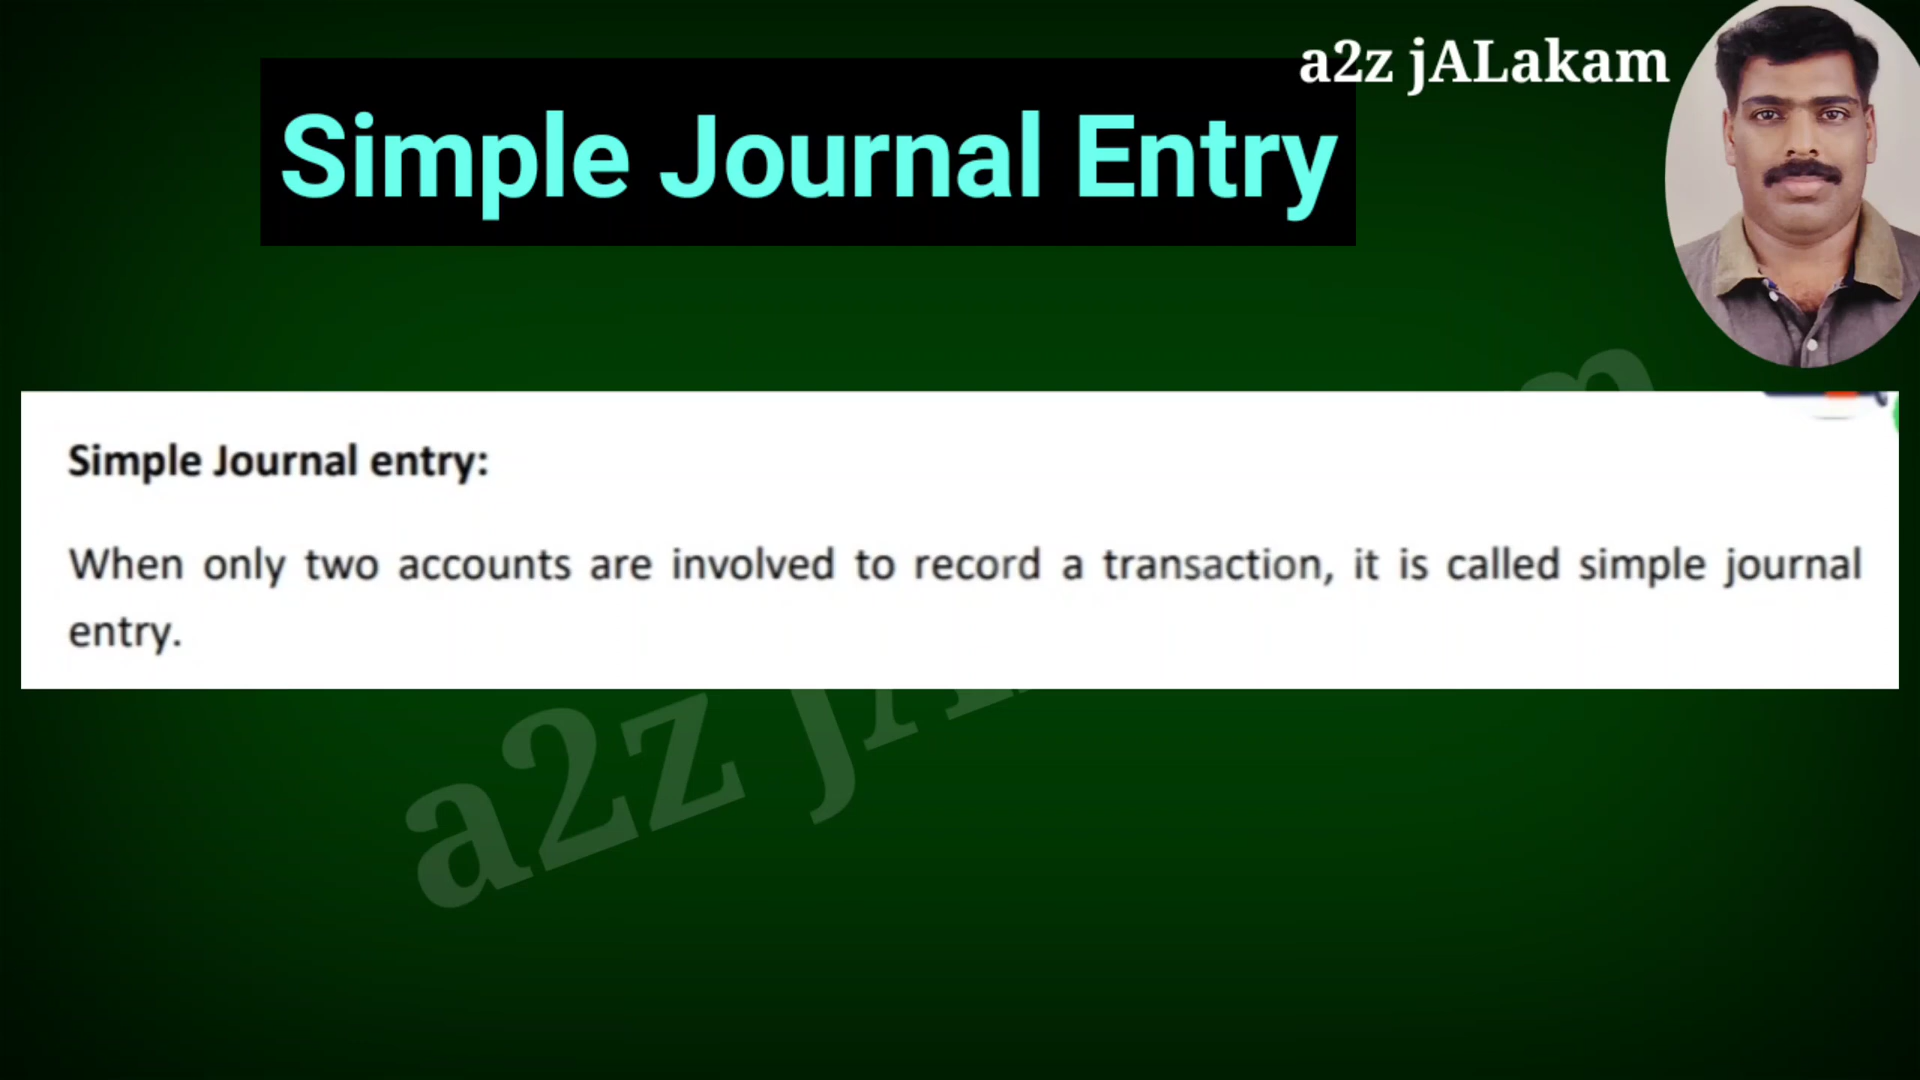 a2z jALakam
Simple Journal Entry
Simple Journal entry:
When only two accounts are involved to record a transaction, it is called simple journal
entry.
a2z